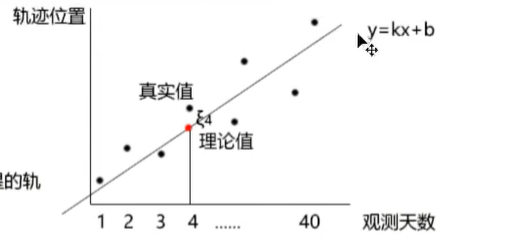 轨迹位置
y=kx+b
真实值
ξ4
理论值
星的轨
1 2 3 4 ...... 40 观测天数